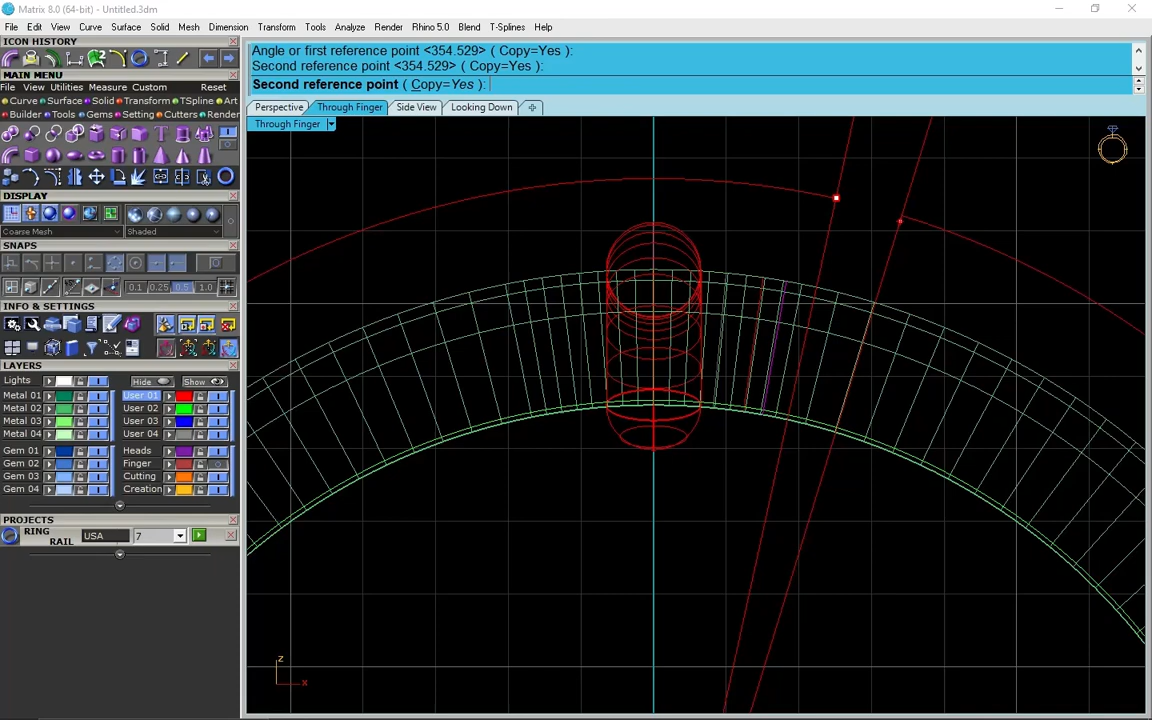 Matrix 8.0 (64-bit) - Untitled.3dm
File Edit View Curve Surface Solid Mesh Dimension Transform Tools Analyze Render Rhino 5.0 Blend T-Splines Help
ICON HISTORY
MAIN MENU
File View Utilities Measure Custom
Curve Surface Solid Transform TSpline Art
Builder Tools Gems Setting Cutters Render
DISPLAY
Coarse Mesh Shaded
SNAPS
0.1 0.25 0.5 1.0
INFO & SETTINGS
LAYERS
Lights Hide Show
Metal 01 User 01
Metal 02 User 02
Metal 03 User 03
Metal 04 User 04
Gem 01 Heads
Gem 02 Finger
Gem 03 Cutting
Gem 04 Creation
PROJECTS
RING RAIL USA 7
Angle or first reference point <354.529> ( Copy=Yes ):
Second reference point <354.529> ( Copy=Yes ):
Second reference point ( Copy=Yes ):
Perspective Through Finger Side View Looking Down
Through Finger
z
x